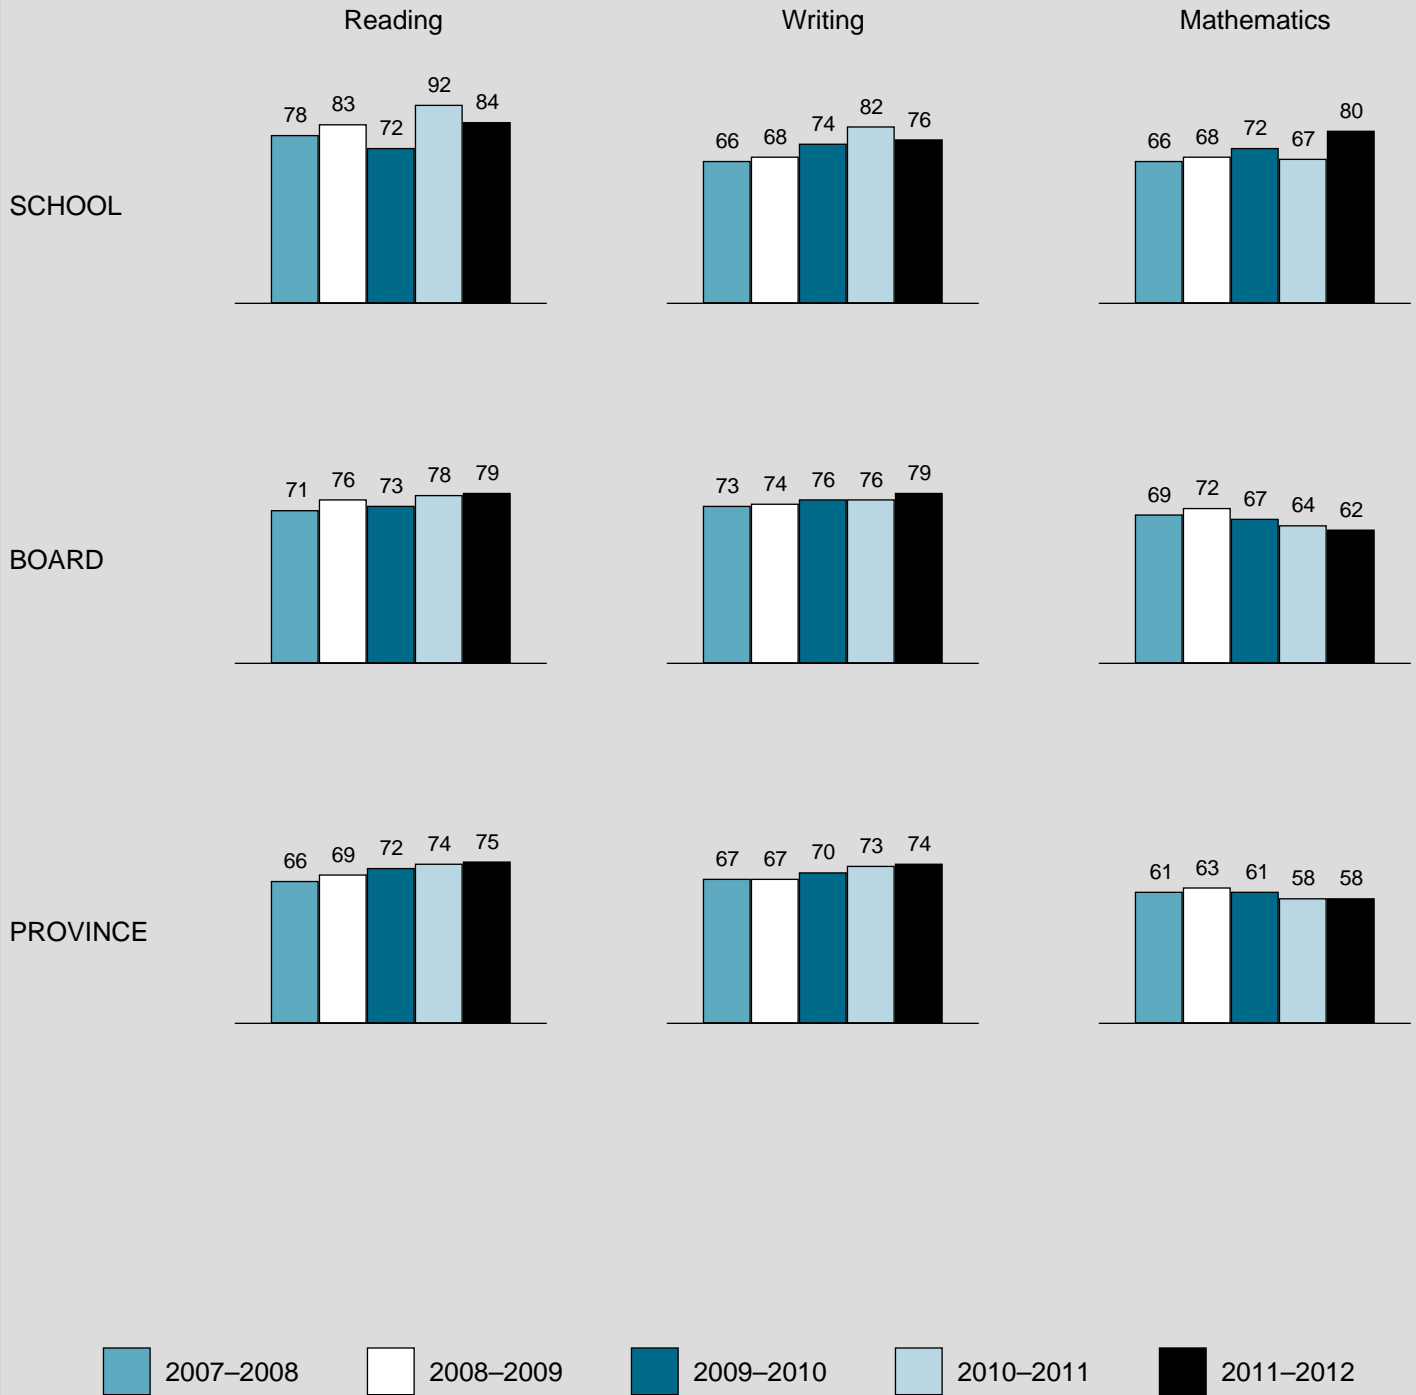 Reading Writing Mathematics
SCHOOL
78 83 72 92 84
66 68 74 82 76
66 68 72 67 80
BOARD
71 76 73 78 79
73 74 76 76 79
69 72 67 64 62
PROVINCE
66 69 72 74 75
67 67 70 73 74
61 63 61 58 58
2007–2008 2008–2009 2009–2010 2010–2011 2011–2012